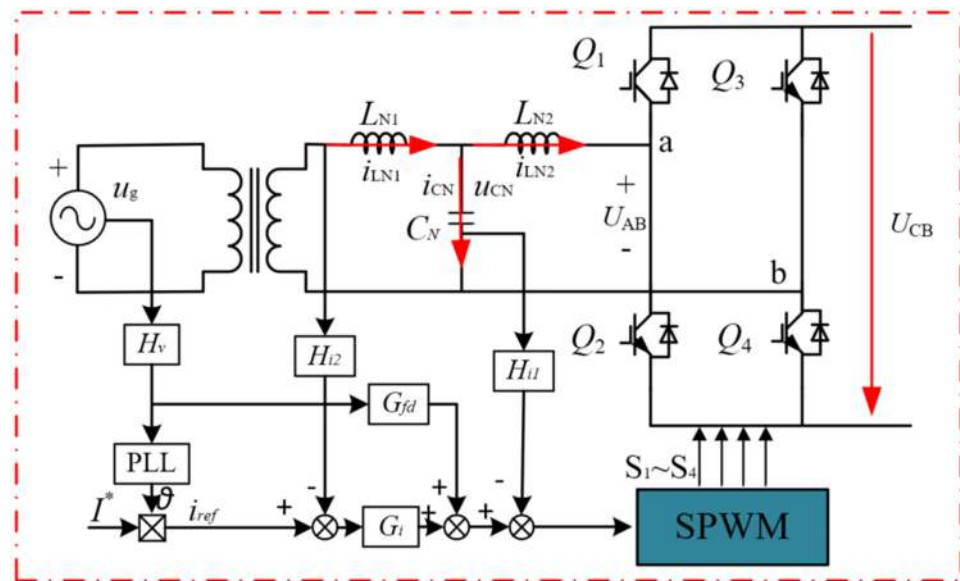 Q1
Q3
LN1
LN2
a
+
ug
iLN1
iCN
uCN
iLN2
+
UAB
UCB
CN
-
-
b
Hv
Hi2
Hi1
Q2
Q4
Gfd
PLL
S1~S4
I*
ϑ
iref
+
-
Gi
+
+
+
-
SPWM